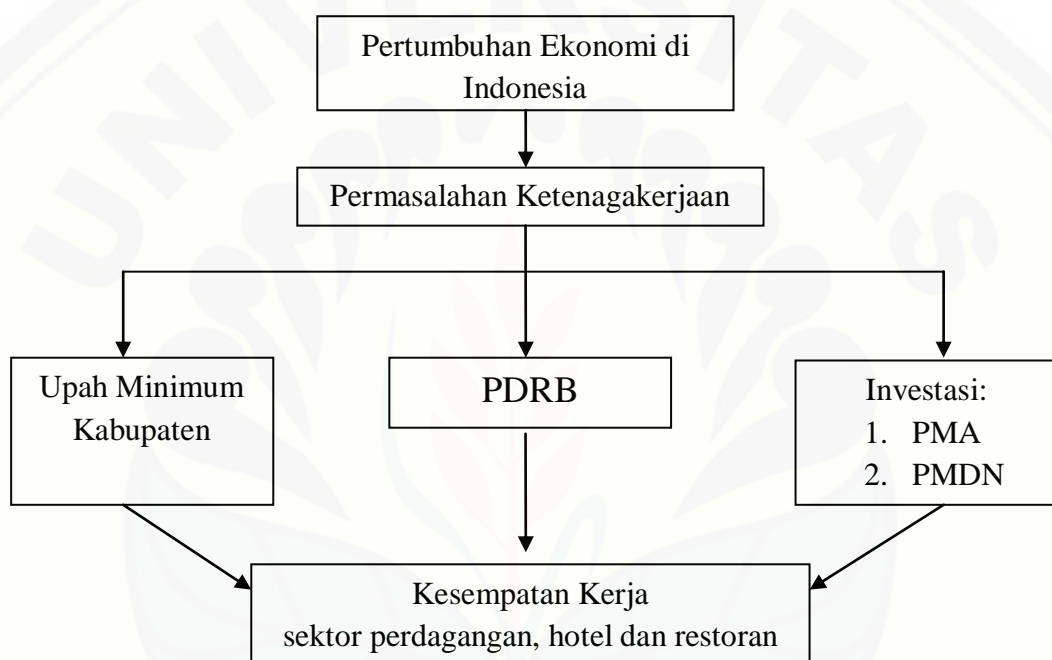 UNIVERSITAS
Pertumbuhan Ekonomi di
Indonesia
Permasalahan Ketenagakerjaan
Upah Minimum
Kabupaten
PDRB
Investasi:
1. PMA
2. PMDN
Kesempatan Kerja
sektor perdagangan, hotel dan restoran